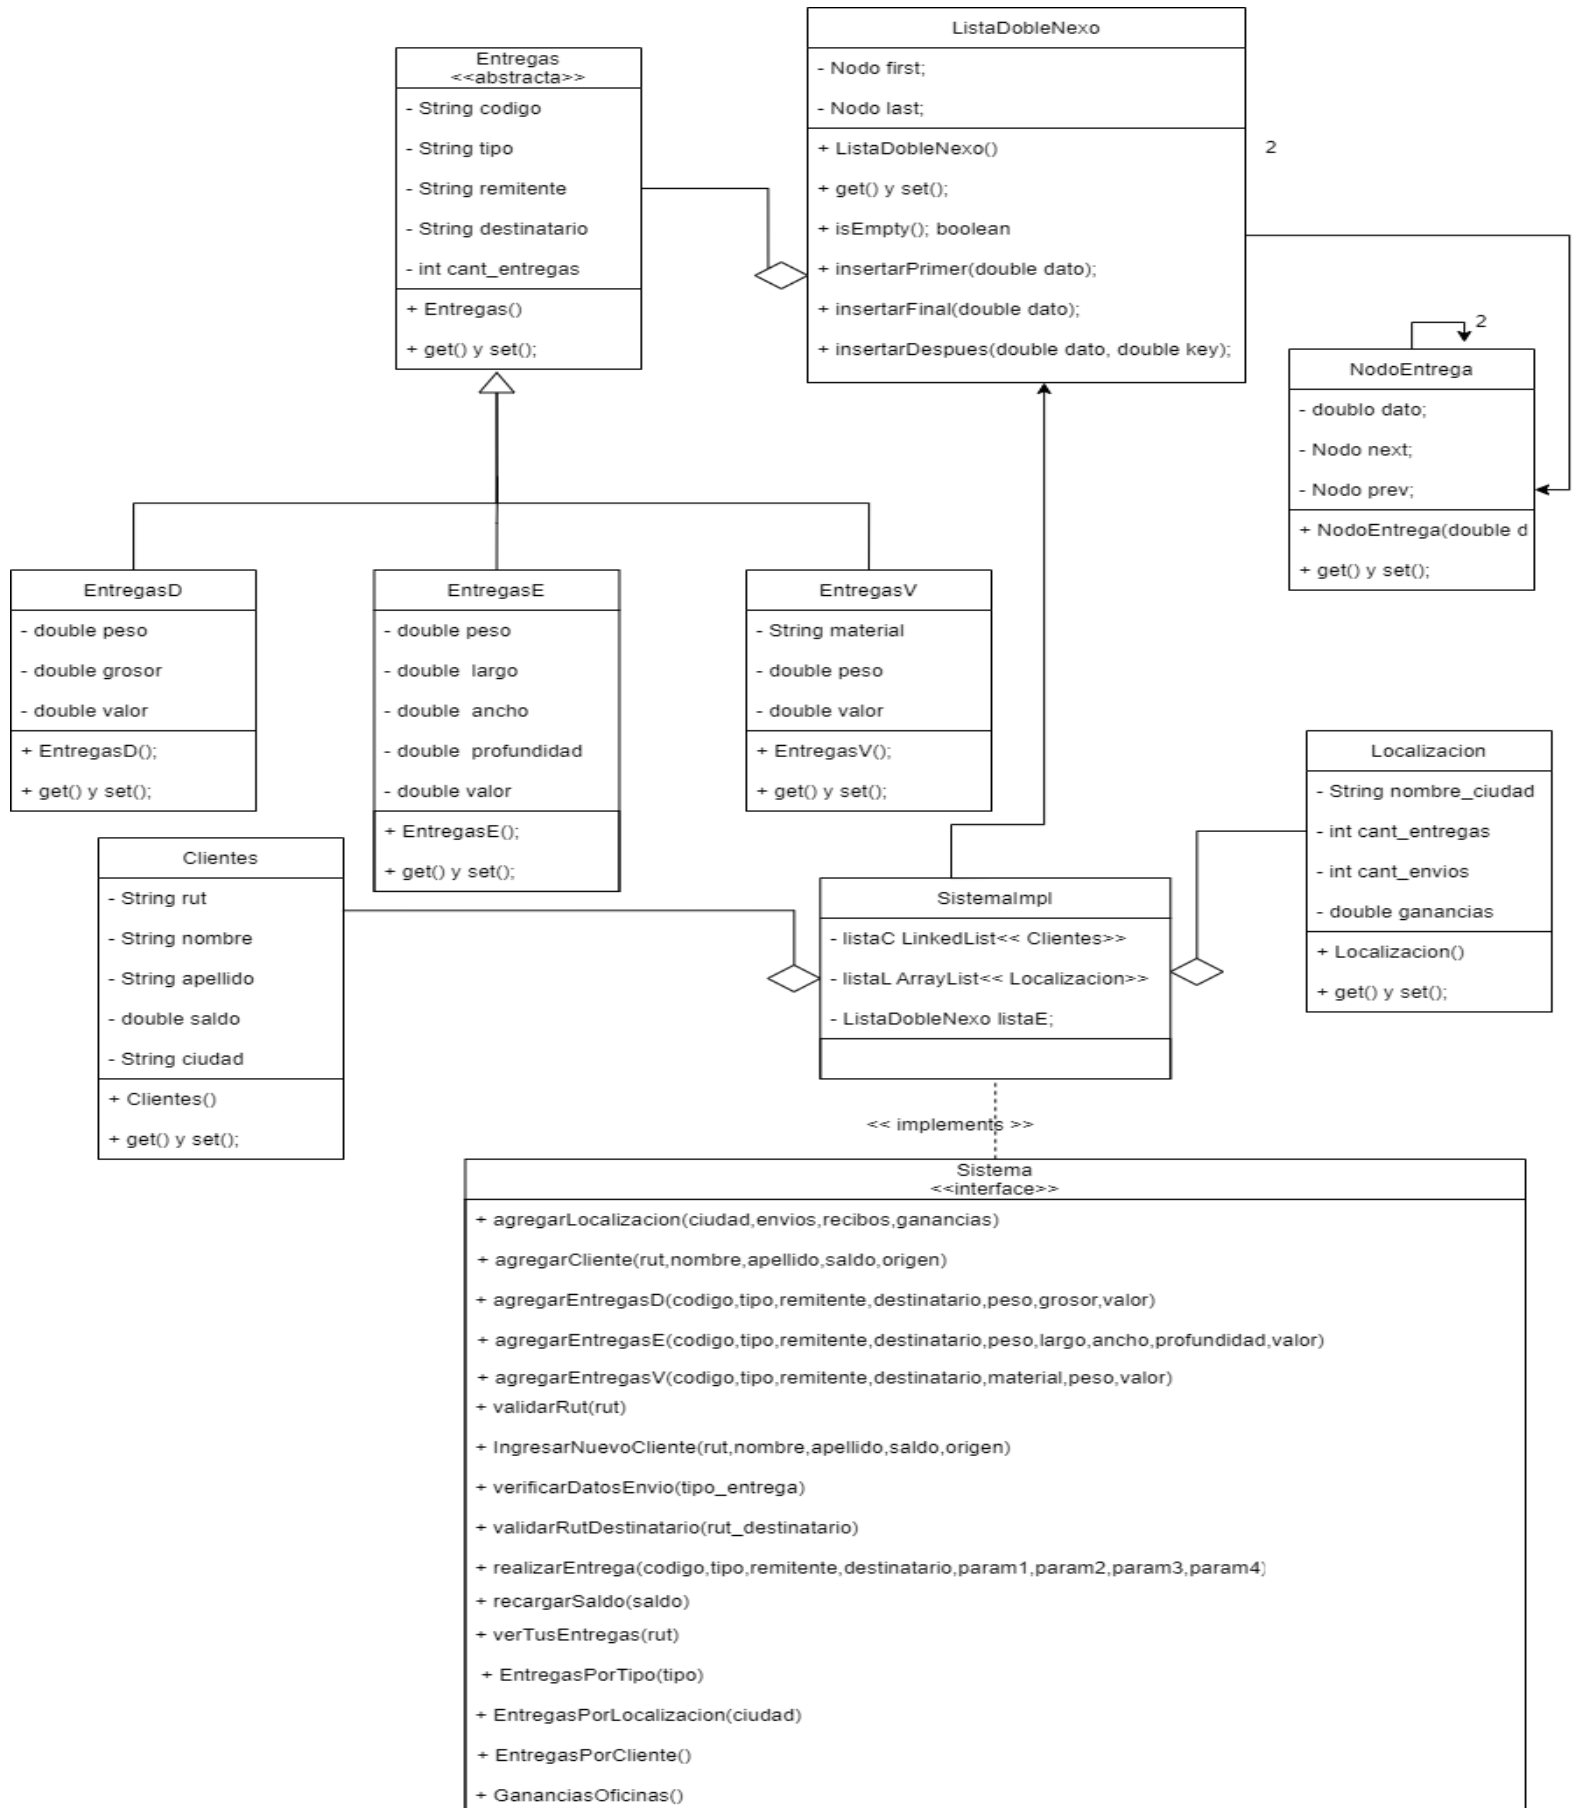 Entregas
<<abstracta>>
- String codigo
- String tipo
- String remitente
- String destinatario
- int cant_entregas
+ Entregas()
+ get() y set();
ListaDobleNexo
- Nodo first;
- Nodo last;
+ ListaDobleNexo()
+ get() y set();
+ isEmpty(); boolean
+ insertarPrimer(double dato);
+ insertarFinal(double dato);
+ insertarDespues(double dato, double key);
2
2
NodoEntrega
- doublo dato;
- Nodo next;
- Nodo prev;
+ NodoEntrega(double d
+ get() y set();
EntregasD
- double peso
- double grosor
- double valor
+ EntregasD();
+ get() y set();
EntregasE
- double peso
- double largo
- double ancho
- double profundidad
- double valor
+ EntregasE();
+ get() y set();
EntregasV
- String material
- double peso
- double valor
+ EntregasV();
+ get() y set();
Localizacion
- String nombre_ciudad
- int cant_entregas
- int cant_envios
- double ganancias
+ Localizacion()
+ get() y set();
Clientes
- String rut
- String nombre
- String apellido
- double saldo
- String ciudad
+ Clientes()
+ get() y set();
SistemaImpl
- listaC LinkedList<< Clientes>>
- listaL ArrayList<< Localizacion>>
- ListaDobleNexo listaE;
<< implements >>
Sistema
<<interface>>
+ agregarLocalizacion(ciudad,envios,recibos,ganancias)
+ agregarCliente(rut,nombre,apellido,saldo,origen)
+ agregarEntregasD(codigo,tipo,remitente,destinatario,peso,grosor,valor)
+ agregarEntregasE(codigo,tipo,remitente,destinatario,peso,largo,ancho,profundidad,valor)
+ agregarEntregasV(codigo,tipo,remitente,destinatario,material,peso,valor)
+ validarRut(rut)
+ IngresarNuevoCliente(rut,nombre,apellido,saldo,origen)
+ verificarDatosEnvio(tipo_entrega)
+ validarRutDestinatario(rut_destinatario)
+ realizarEntrega(codigo,tipo,remitente,destinatario,param1,param2,param3,param4)
+ recargarSaldo(saldo)
+ verTusEntregas(rut)
+ EntregasPorTipo(tipo)
+ EntregasPorLocalizacion(ciudad)
+ EntregasPorCliente()
+ GananciasOficinas()